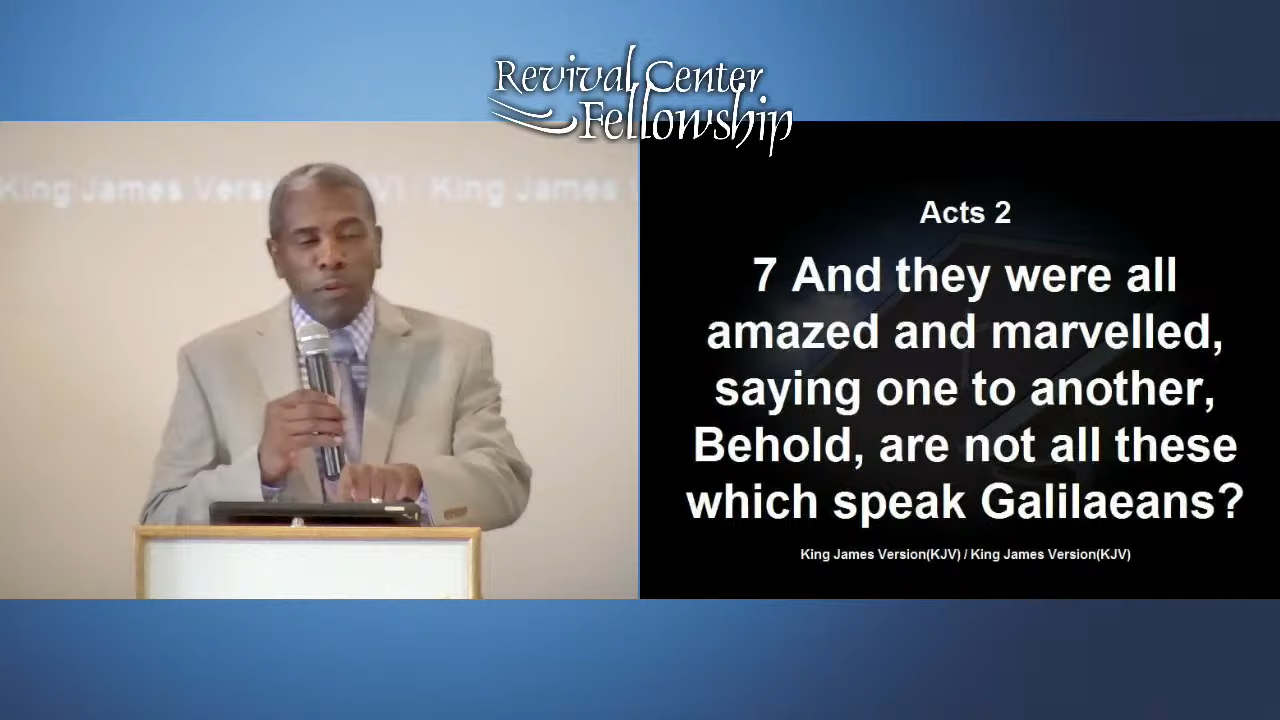 Revival Center
Fellowship
King James Vers
King James
Acts 2
7 And they were all
amazed and marvelled,
saying one to another,
Behold, are not all these
which speak Galilaeans?
King James Version(KJV) / King James Version(KJV)